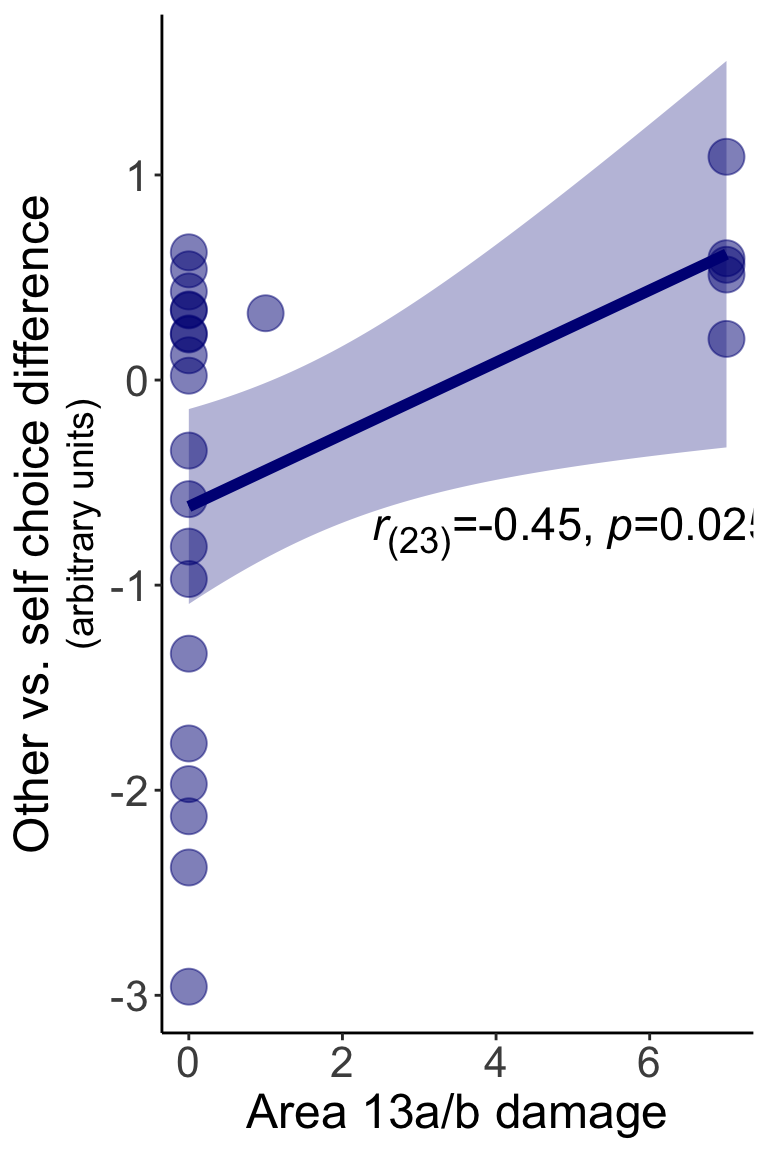 Other vs. self choice difference
(arbitrary units)
1
0
-1
-2
-3
r(23)=-0.45, p=0.025
0 2 4 6
Area 13a/b damage